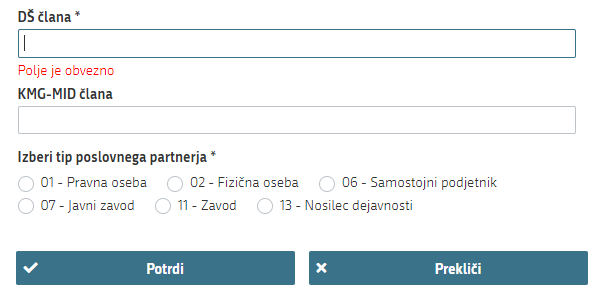 DŠ člana *
Polje je obvezno
KMG-MID člana
Izberi tip poslovnega partnerja *
01 - Pravna oseba 02 - Fizična oseba 06 - Samostojni podjetnik
07 - Javni zavod 11 - Zavod 13 - Nosilec dejavnosti
Potrdi Prekliči